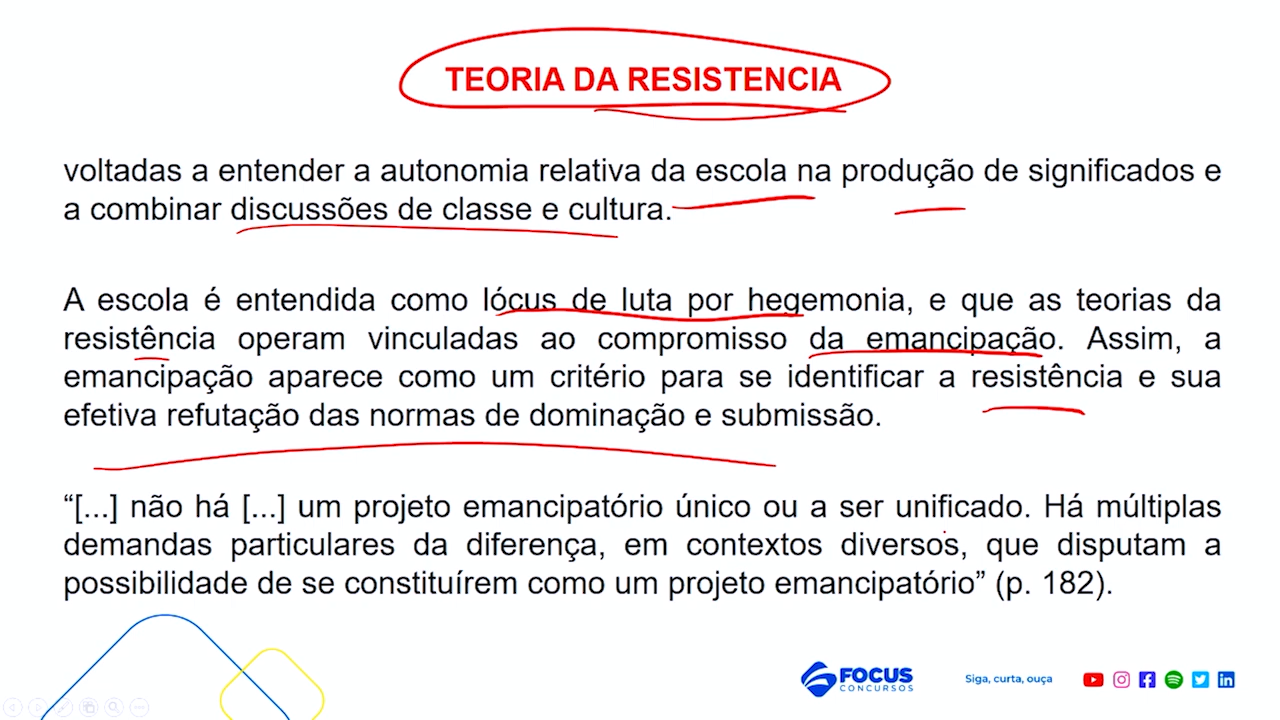 TEORIA DA RESISTENCIA
voltadas a entender a autonomia relativa da escola na produção de significados e
a combinar discussões de classe e cultura.
A escola é entendida como lócus de luta por hegemonia, e que as teorias da
resistência operam vinculadas ao compromisso da emancipação. Assim, a
emancipação aparece como um critério para se identificar a resistência e sua
efetiva refutação das normas de dominação e submissão.
“[...] não há [...] um projeto emancipatório único ou a ser unificado. Há múltiplas
demandas particulares da diferença, em contextos diversos, que disputam a
possibilidade de se constituírem como um projeto emancipatório” (p. 182).
FOCUS
CONCURSOS
Siga, curta, ouça